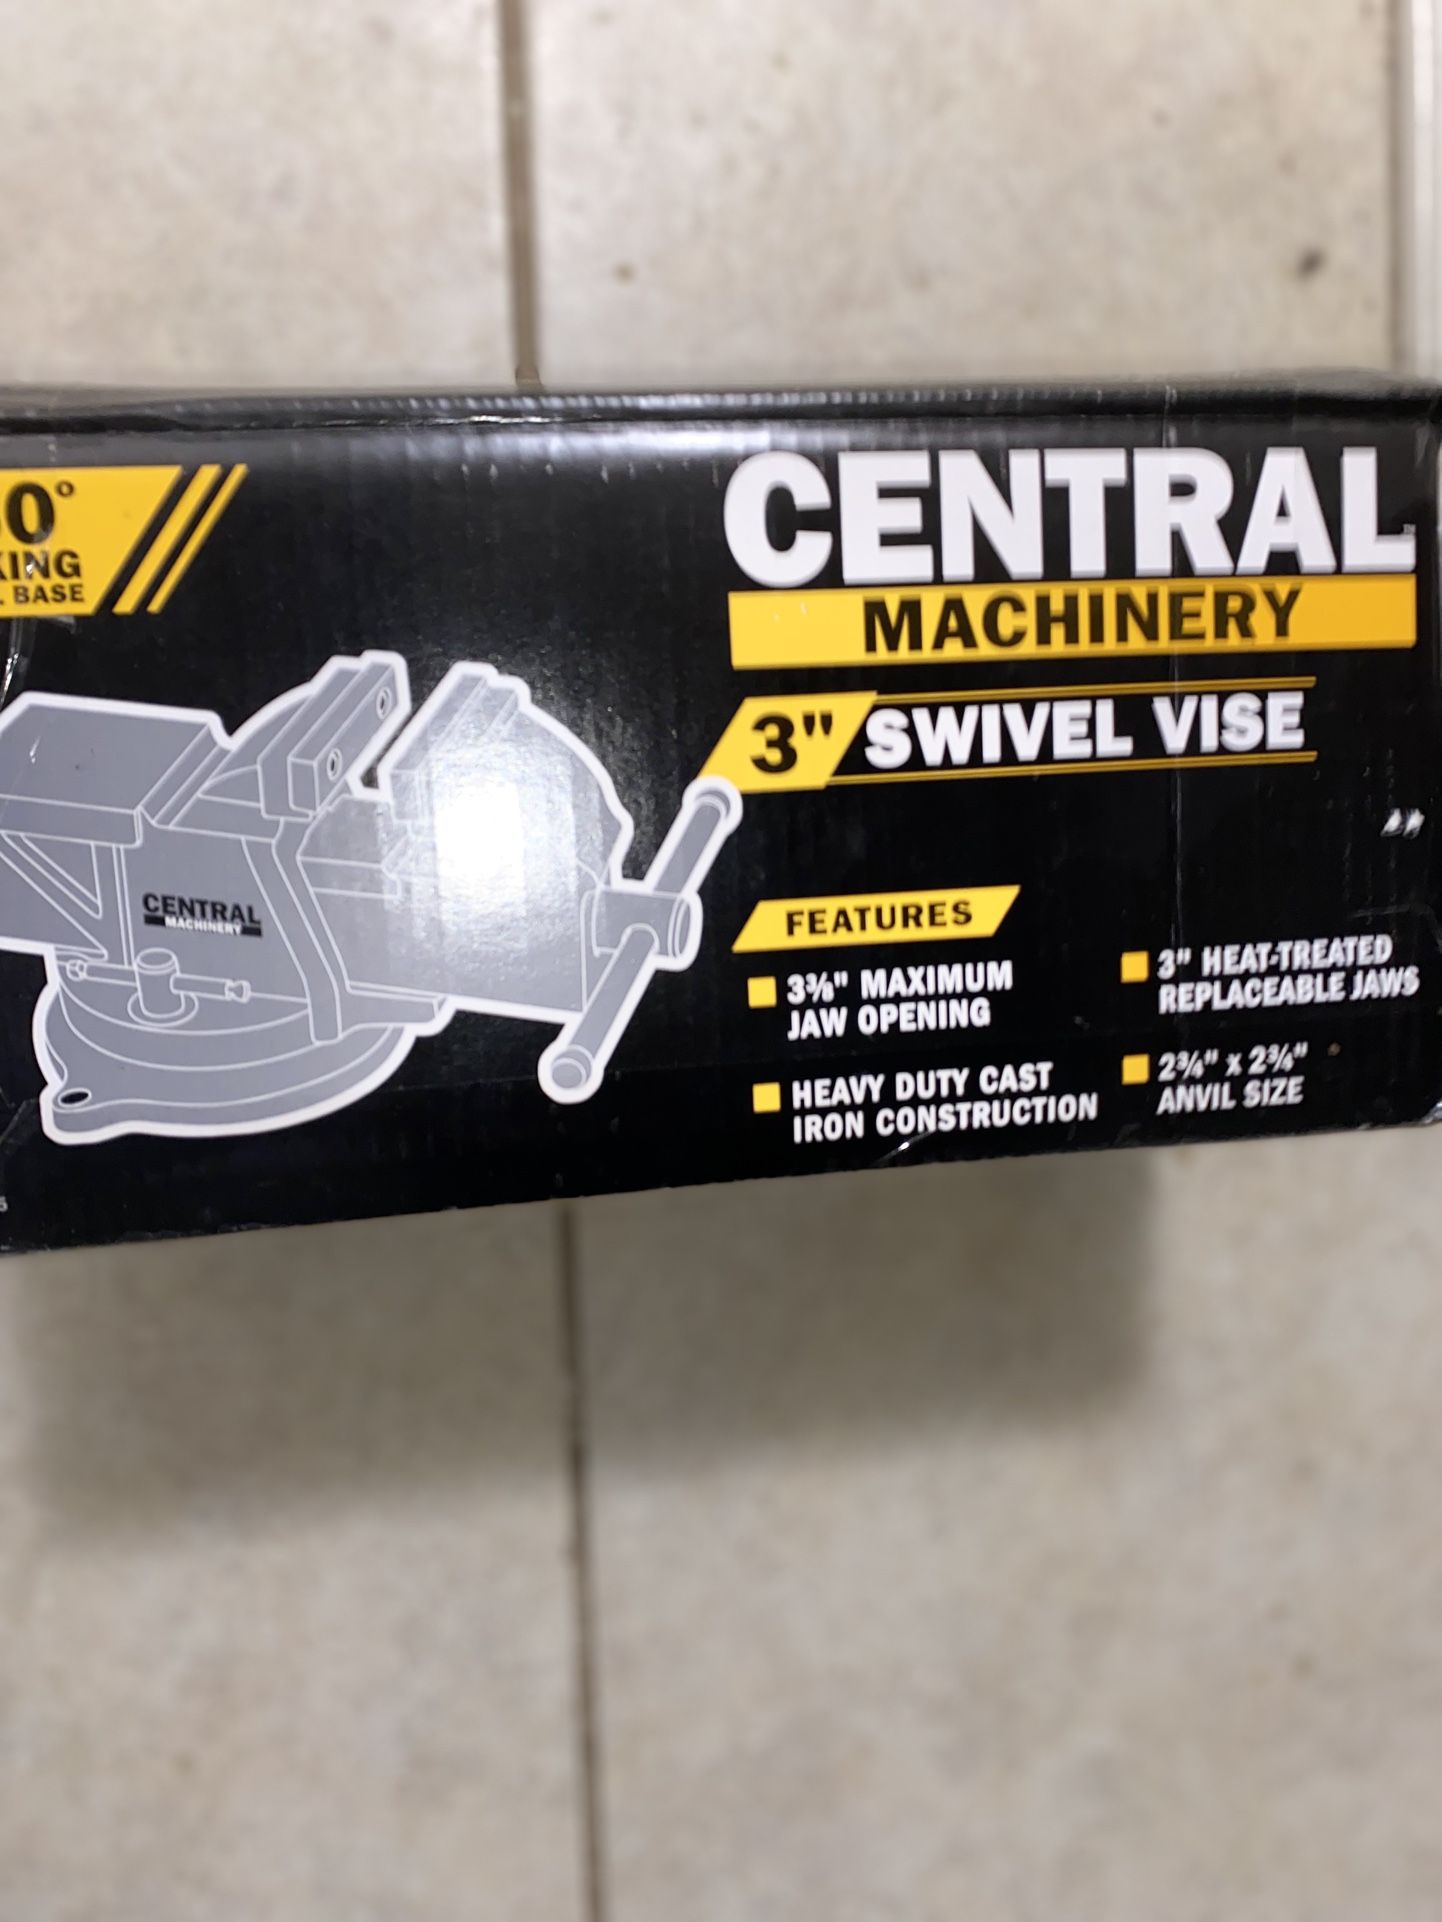 0°
KING
BASE
CENTRAL
MACHINERY
3" SWIVEL VISE
CENTRAL
MACHINERY
FEATURES
3⅜" MAXIMUM
JAW OPENING
HEAVY DUTY CAST
IRON CONSTRUCTION
3" HEAT-TREATED
REPLACEABLE JAWS
2¾" x 2¾"
ANVIL SIZE